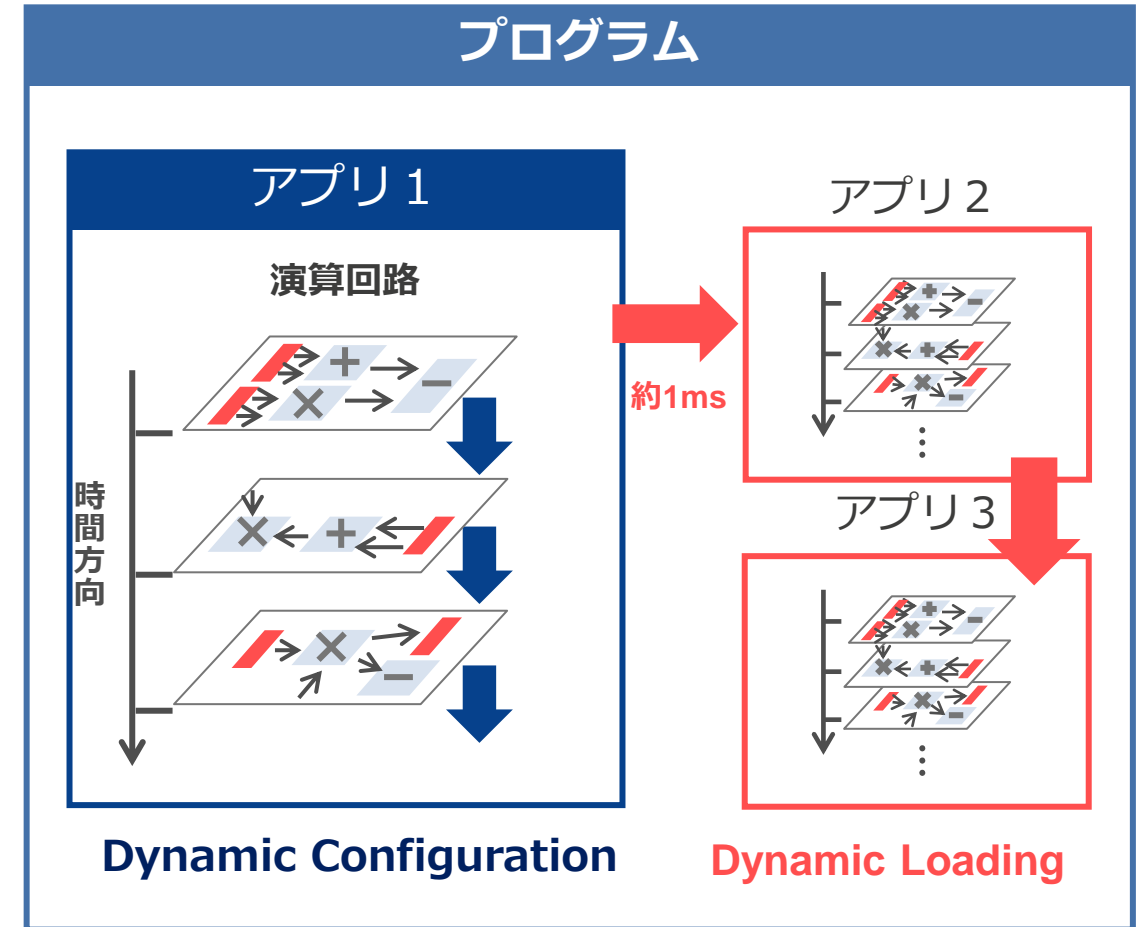 プログラム
アプリ１
演算回路
時間方向
Dynamic Configuration
約1ms
アプリ２
アプリ３
Dynamic Loading